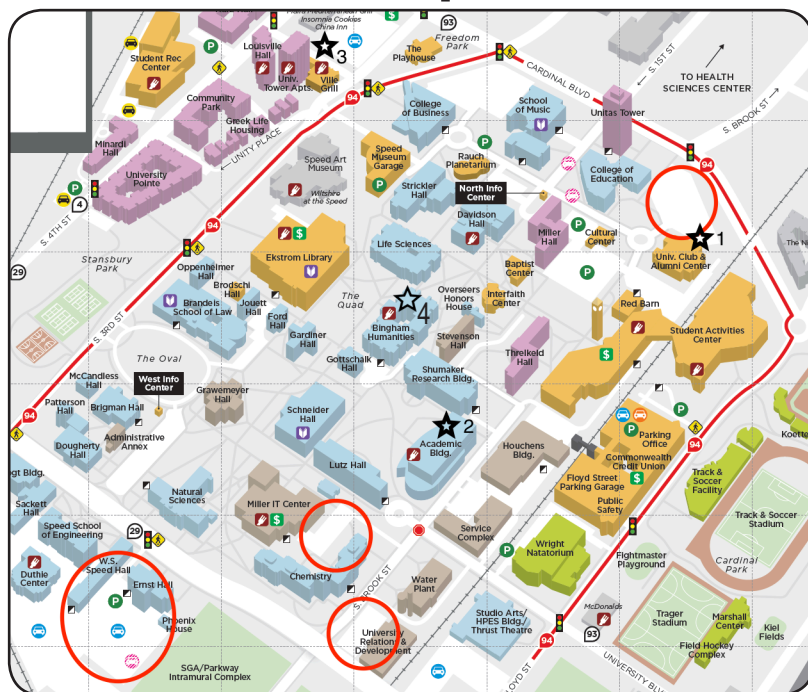 Insomnia Cookies
China Inn
93
Freedom
Park
S. 1ST ST
TO HEALTH
SCIENCES CENTER
S. BROOK ST
CARDINAL BLVD
Student Rec
Center
P
Louisville
Hall
Univ.
Tower Apts.
Ville
Grill
3
$
The
Playhouse
94
Community
Park
Greek Life
Housing
UNITY PLACE
College
of Business
School
of Music
Unitas Tower
Minardi
Hall
University
Pointe
P
4
S. 4TH ST
94
Speed Art
Museum
Wiltshire
at the Speed
Speed
Museum
Garage
P
Rauch
Planetarium
P
Strickler
Hall
North Info
Center
College of
Education
94
Davidson
Hall
Miller
Hall
P
Cultural
Center
1
Univ. Club &
Alumni Center
29
Stansbury
Park
Oppenheimer
Hall
Brodschi
Hall
Ekstrom Library
$
Life Sciences
Baptist
Center
P
Interfaith
Center
Overseers
Honors
House
Brandeis
School of Law
Jouett
Hall
Ford
Hall
Gardiner
Hall
The
Quad
4
Bingham
Humanities
Gottschalk
Hall
Stevenson
Hall
Threlkeld
Hall
Red Barn
$
Student Activities
Center
S. 3RD ST
The Oval
West Info
Center
McCandless
Hall
Patterson
Hall
Brigman Hall
94
Dougherty
Hall
Administrative
Annex
Grawemeyer
Hall
Schneider
Hall
Shumaker
Research Bldg.
2
Academic
Bldg.
Lutz Hall
Houchens
Bldg.
P
P
Parking
Office
Commonwealth
Credit Union
$
Floyd Street
Parking Garage
Public
Safety
94
Track &
Soccer
Facility
Track & Soccer
Stadium
Cardinal
Park
Sackett
Hall
Natural
Sciences
Miller IT Center
$
Speed School
of Engineering
29
Duthie
Center
W.S.
Speed Hall
Ernst Hall
P
Phoenix
House
Chemistry
S. BROOK ST
Service
Complex
Water
Plant
P
Wright
Natatorium
Fightmaster
Playground
Studio Arts/
HPES Bldg./
Thrust Theatre
McDonalds
93
94
Trager
Stadium
Marshall
Center
Field Hockey
Complex
Kiel
Fields
University
Relations &
Development
SGA/Parkway
Intramural Complex